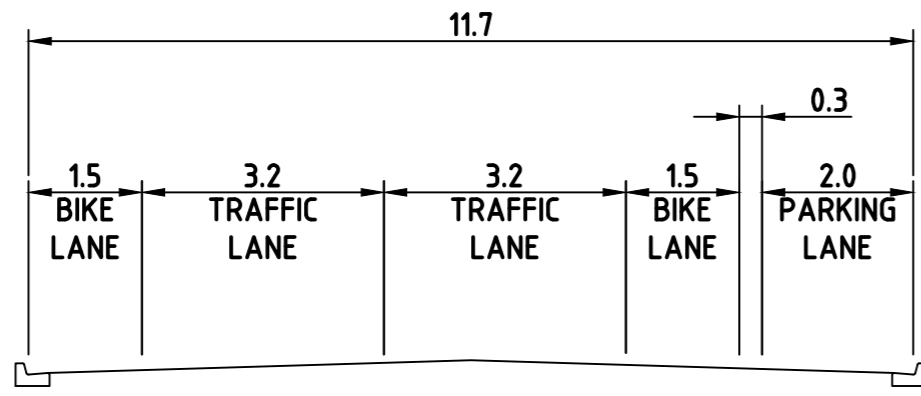 11.7
0.3
1.5 3.2 3.2 1.5 2.0
BIKE TRAFFIC TRAFFIC BIKE PARKING
LANE LANE LANE LANE LANE